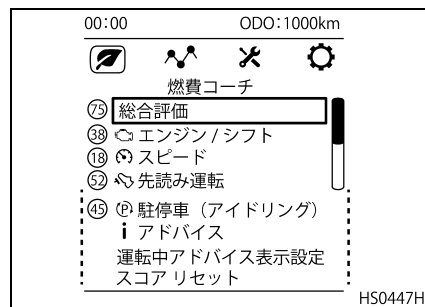 00:00 ODO:1000km
燃費コーチ
75 総合評価
38 エンジン / シフト
18 スピード
52 先読み運転
45 P 駐停車（アイドリング）
i アドバイス
運転中アドバイス表示設定
スコア リセット
HS0447H